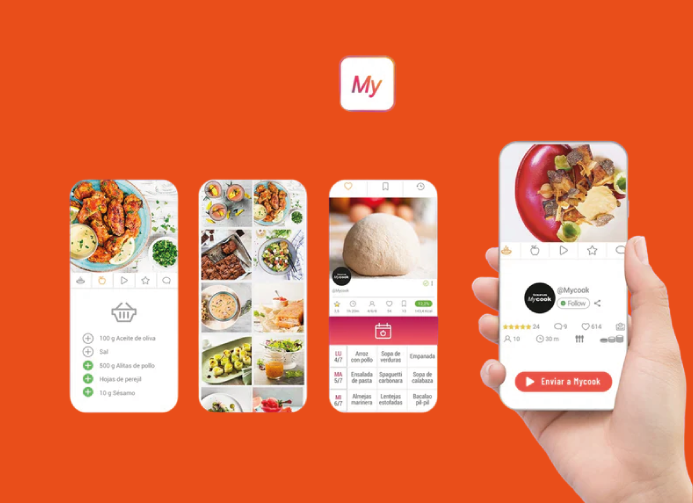 My
100 g Aceite de oliva
Sal
500 g Alitas de pollo
Hojas de perejil
10 g Sésamo
@Mycook
LU
4/7
Arroz
con pollo
Sopa de
verduras
Empanada
MA
5/7
Ensalada
de pasta
Spaguetti
carbonara
Sopa de
calabaza
MI
6/7
Almejas
marinera
Lentejas
estofadas
Bacalao
pil-pil
Mycook
@Mycook
Follow
24
9
614
10
30 m
Enviar a Mycook